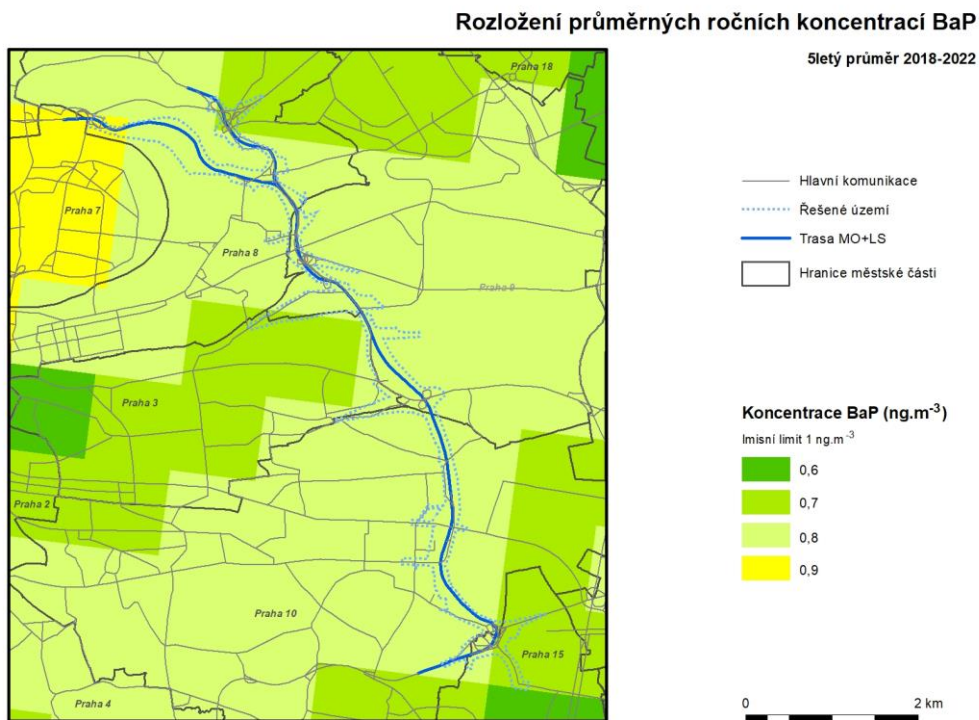 Rozložení průměrných ročních koncentrací BaP
5letý průměr 2018-2022
Praha 18
Praha 7
Praha 8
Praha 9
Praha 3
Praha 2
Praha 10
Praha 15
Praha 4
Hlavní komunikace
Řešené území
Trasa MO+LS
Hranice městské části
Koncentrace BaP (ng.m⁻³)
Imisní limit 1 ng.m⁻³
0,6
0,7
0,8
0,9
0 2 km